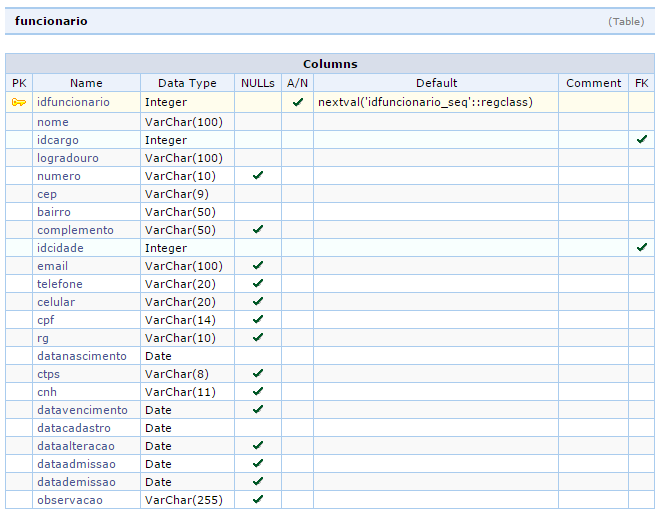 funcionario (Table)
Columns
PK Name Data Type NULLs A/N Default Comment FK
idfuncionario Integer ✔ nextval('idfuncionario_seq'::regclass)
nome VarChar(100)
idcargo Integer ✔
logradouro VarChar(100)
numero VarChar(10) ✔
cep VarChar(9)
bairro VarChar(50)
complemento VarChar(50) ✔
idcidade Integer ✔
email VarChar(100) ✔
telefone VarChar(20) ✔
celular VarChar(20) ✔
cpf VarChar(14) ✔
rg VarChar(10) ✔
datanascimento Date
ctps VarChar(8) ✔
cnh VarChar(11) ✔
datavencimento Date ✔
datacadastro Date
dataalteracao Date ✔
dataadmissao Date ✔
datademissao Date ✔
observacao VarChar(255) ✔